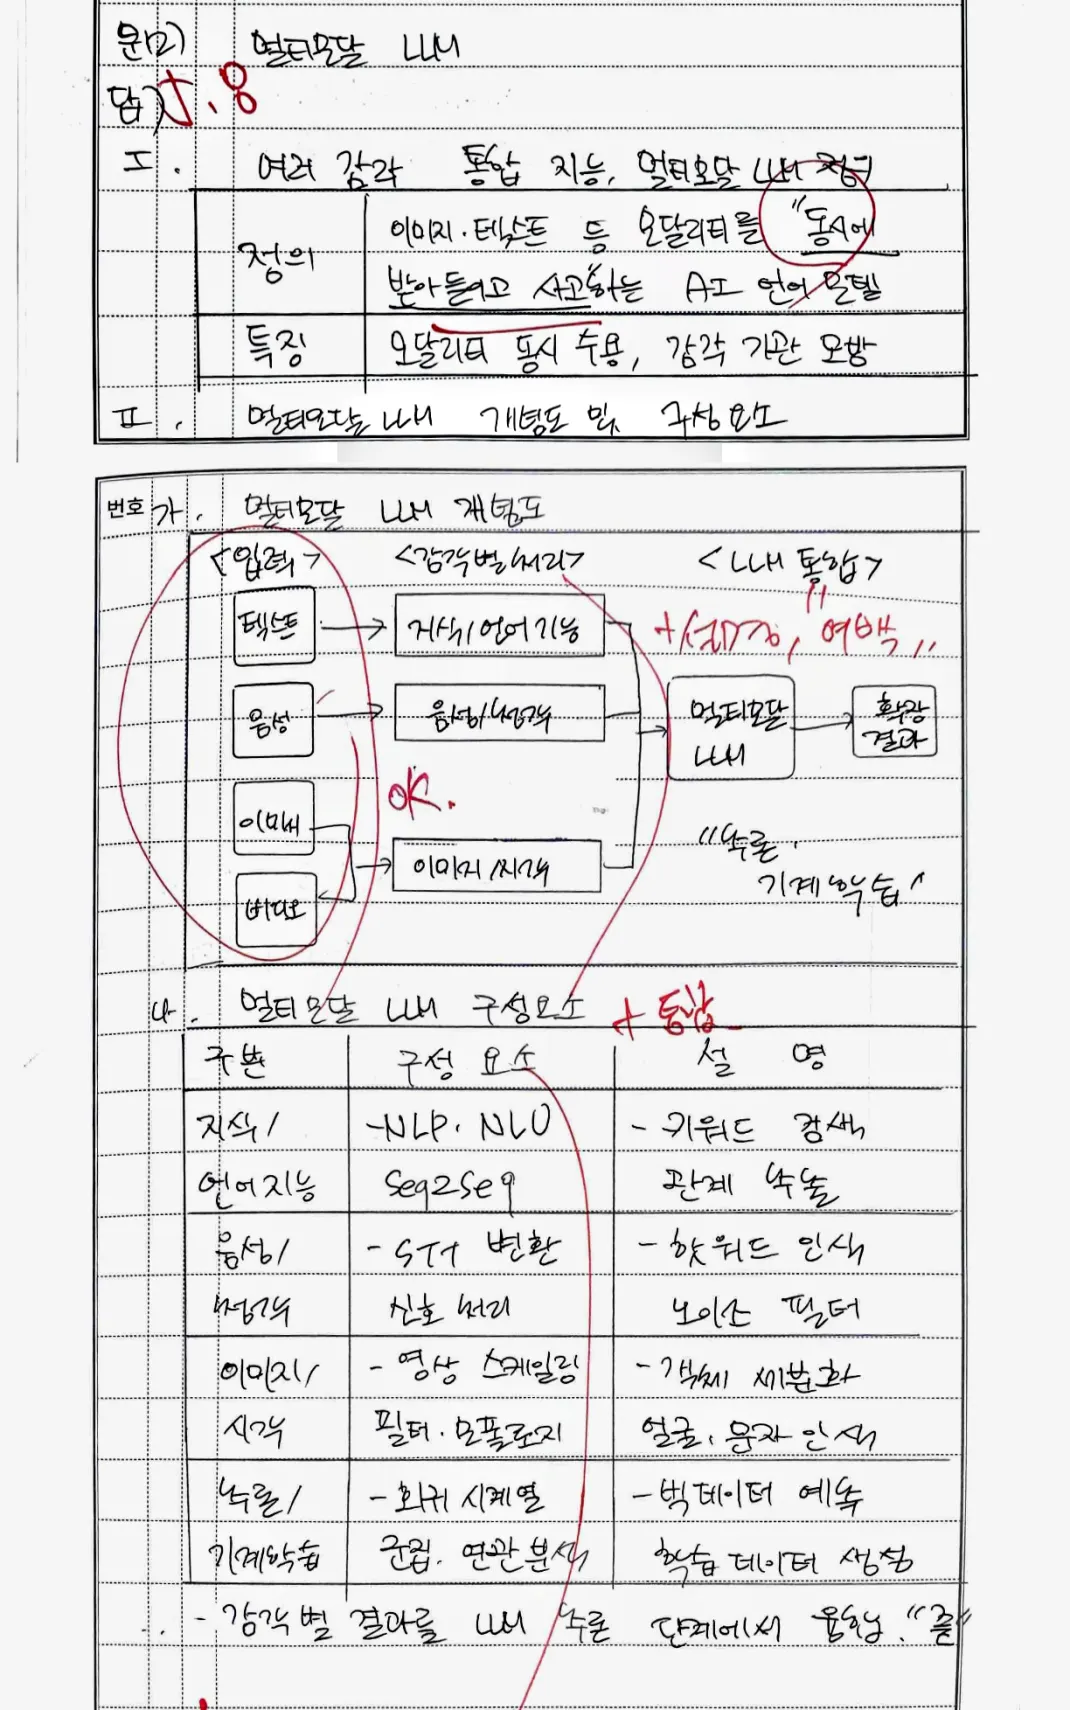 문12) 멀티모달 LLM
답) 5.8
I. 여러 감각 통합 지능, 멀티모달 LLM 정의
정의 이미지·텍스트 등 모달리티를 "동시에
받아들이고 사고"하는 AI 언어 모델
특징 모달리티 동시 수용, 감각 기관 모방
II. 멀티모달 LLM 개념도 및 구성요소
번호 가. 멀티모달 LLM 개념도
<입력> <감각별 처리> <LLM 통합>
텍스트 지식/언어지능 + 설명, 여백
음성 음성/청각 멀티모달 LLM 확장 결과
OK.
이미지
이미지/시각 "추론·
기계학습"
비디오
나. 멀티모달 LLM 구성요소 + 통합
구분 구성 요소 설 명
지식/ -NLP·NLU - 키워드 검색
언어지능 Seq2Seq 관계 추출
음성/ - STT 변환 - 핫워드 인식
청각 신호처리 노이즈 필터
이미지/ - 영상 스케일링 - 객체 세분화
시각 필터·모폴로지 얼굴, 문자 인식
추론/ - 회귀 시계열 - 빅데이터 예측
기계학습 군집·연관분석 학습 데이터 생성
- 감각별 결과를 LLM 추론 단계에서 융합. "끝"